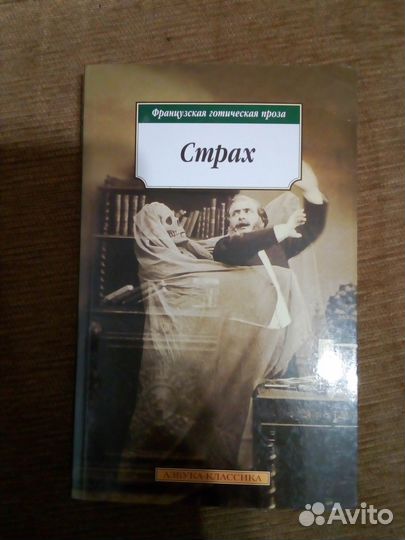 Французская готическая проза
Страх
АЗБУКА-КЛАССИКА
Avito